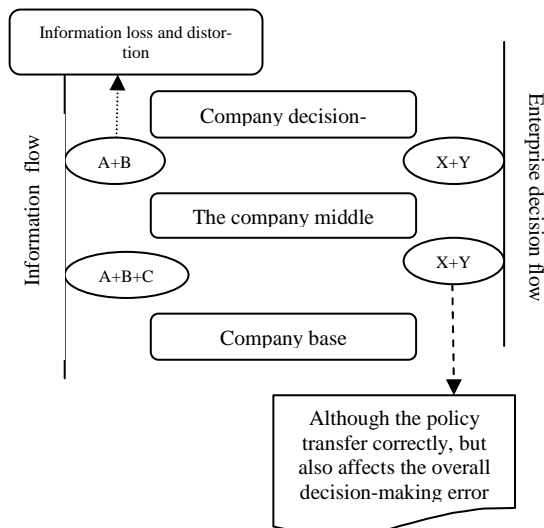 Information loss and distor-
tion
Company decision-
A+B
X+Y
The company middle
A+B+C
X+Y
Company base
Information flow
Enterprise decision flow
Although the policy
transfer correctly, but
also affects the overall
decision-making error